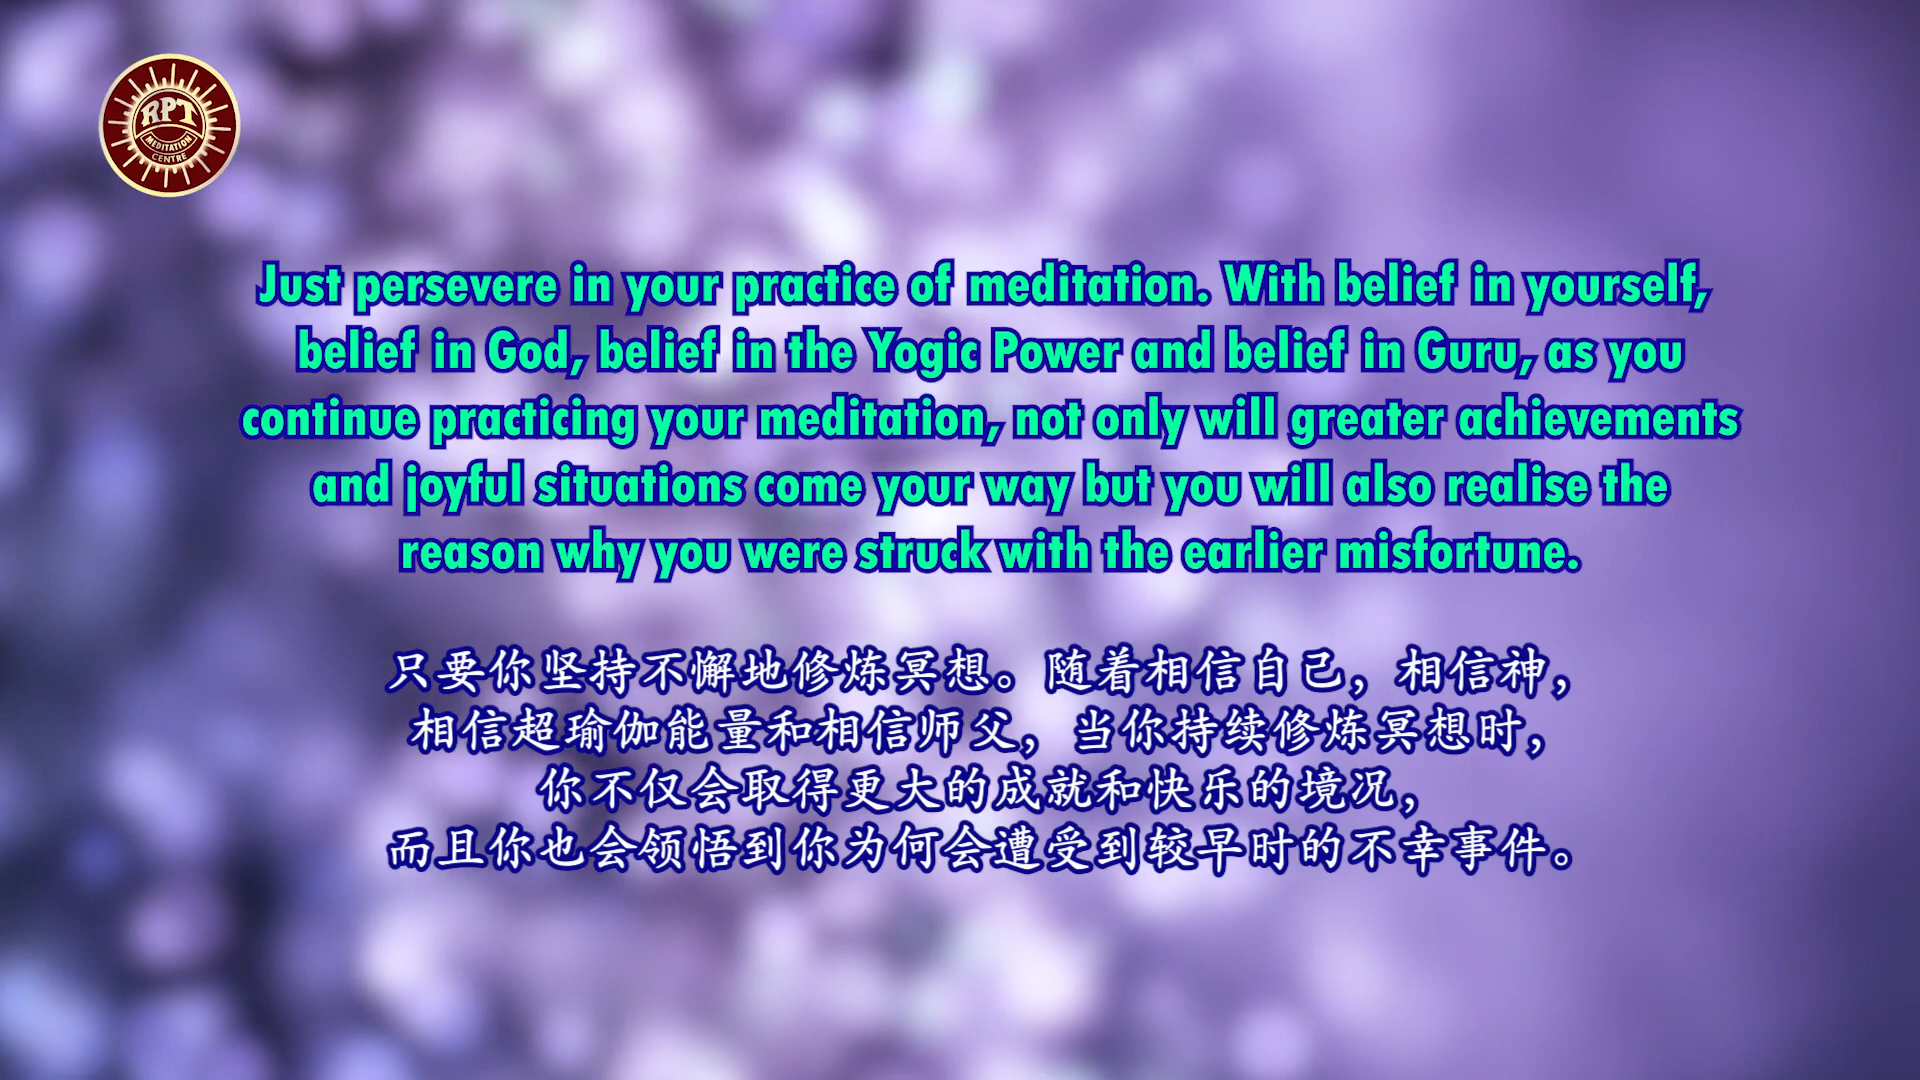 RPT
MEDITATION
CENTRE
Just persevere in your practice of meditation. With belief in yourself,
belief in God, belief in the Yogic Power and belief in Guru, as you
continue practicing your meditation, not only will greater achievements
and joyful situations come your way but you will also realise the
reason why you were struck with the earlier misfortune.
只要你坚持不懈地修炼冥想。随着相信自己，相信神，
相信超瑜伽能量和相信师父，当你持续修炼冥想时，
你不仅会取得更大的成就和快乐的境况，
而且你也会领悟到你为何会遭受到较早时的不幸事件。